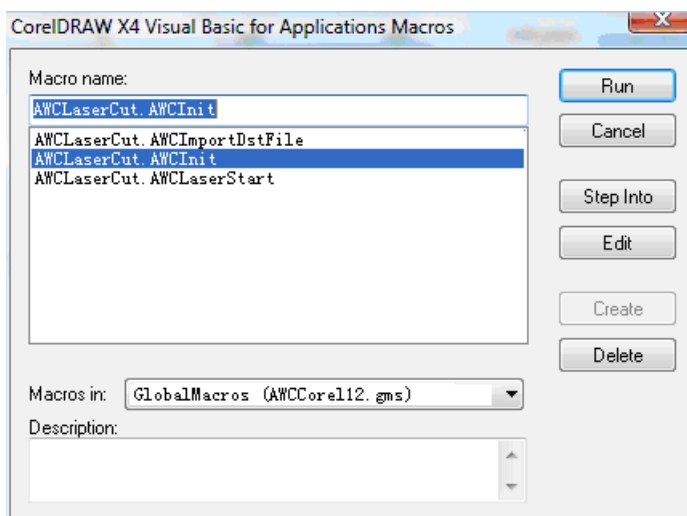 CorelDRAW X4 Visual Basic for Applications Macros
Macro name:
AWCLaserCut.AWCInit
AWCLaserCut.AWCImportDstFile
AWCLaserCut.AWCInit
AWCLaserCut.AWCLaserStart
Run
Cancel
Step Into
Edit
Create
Delete
Macros in:
GlobalMacros (AWCCorel12.gms)
Description: